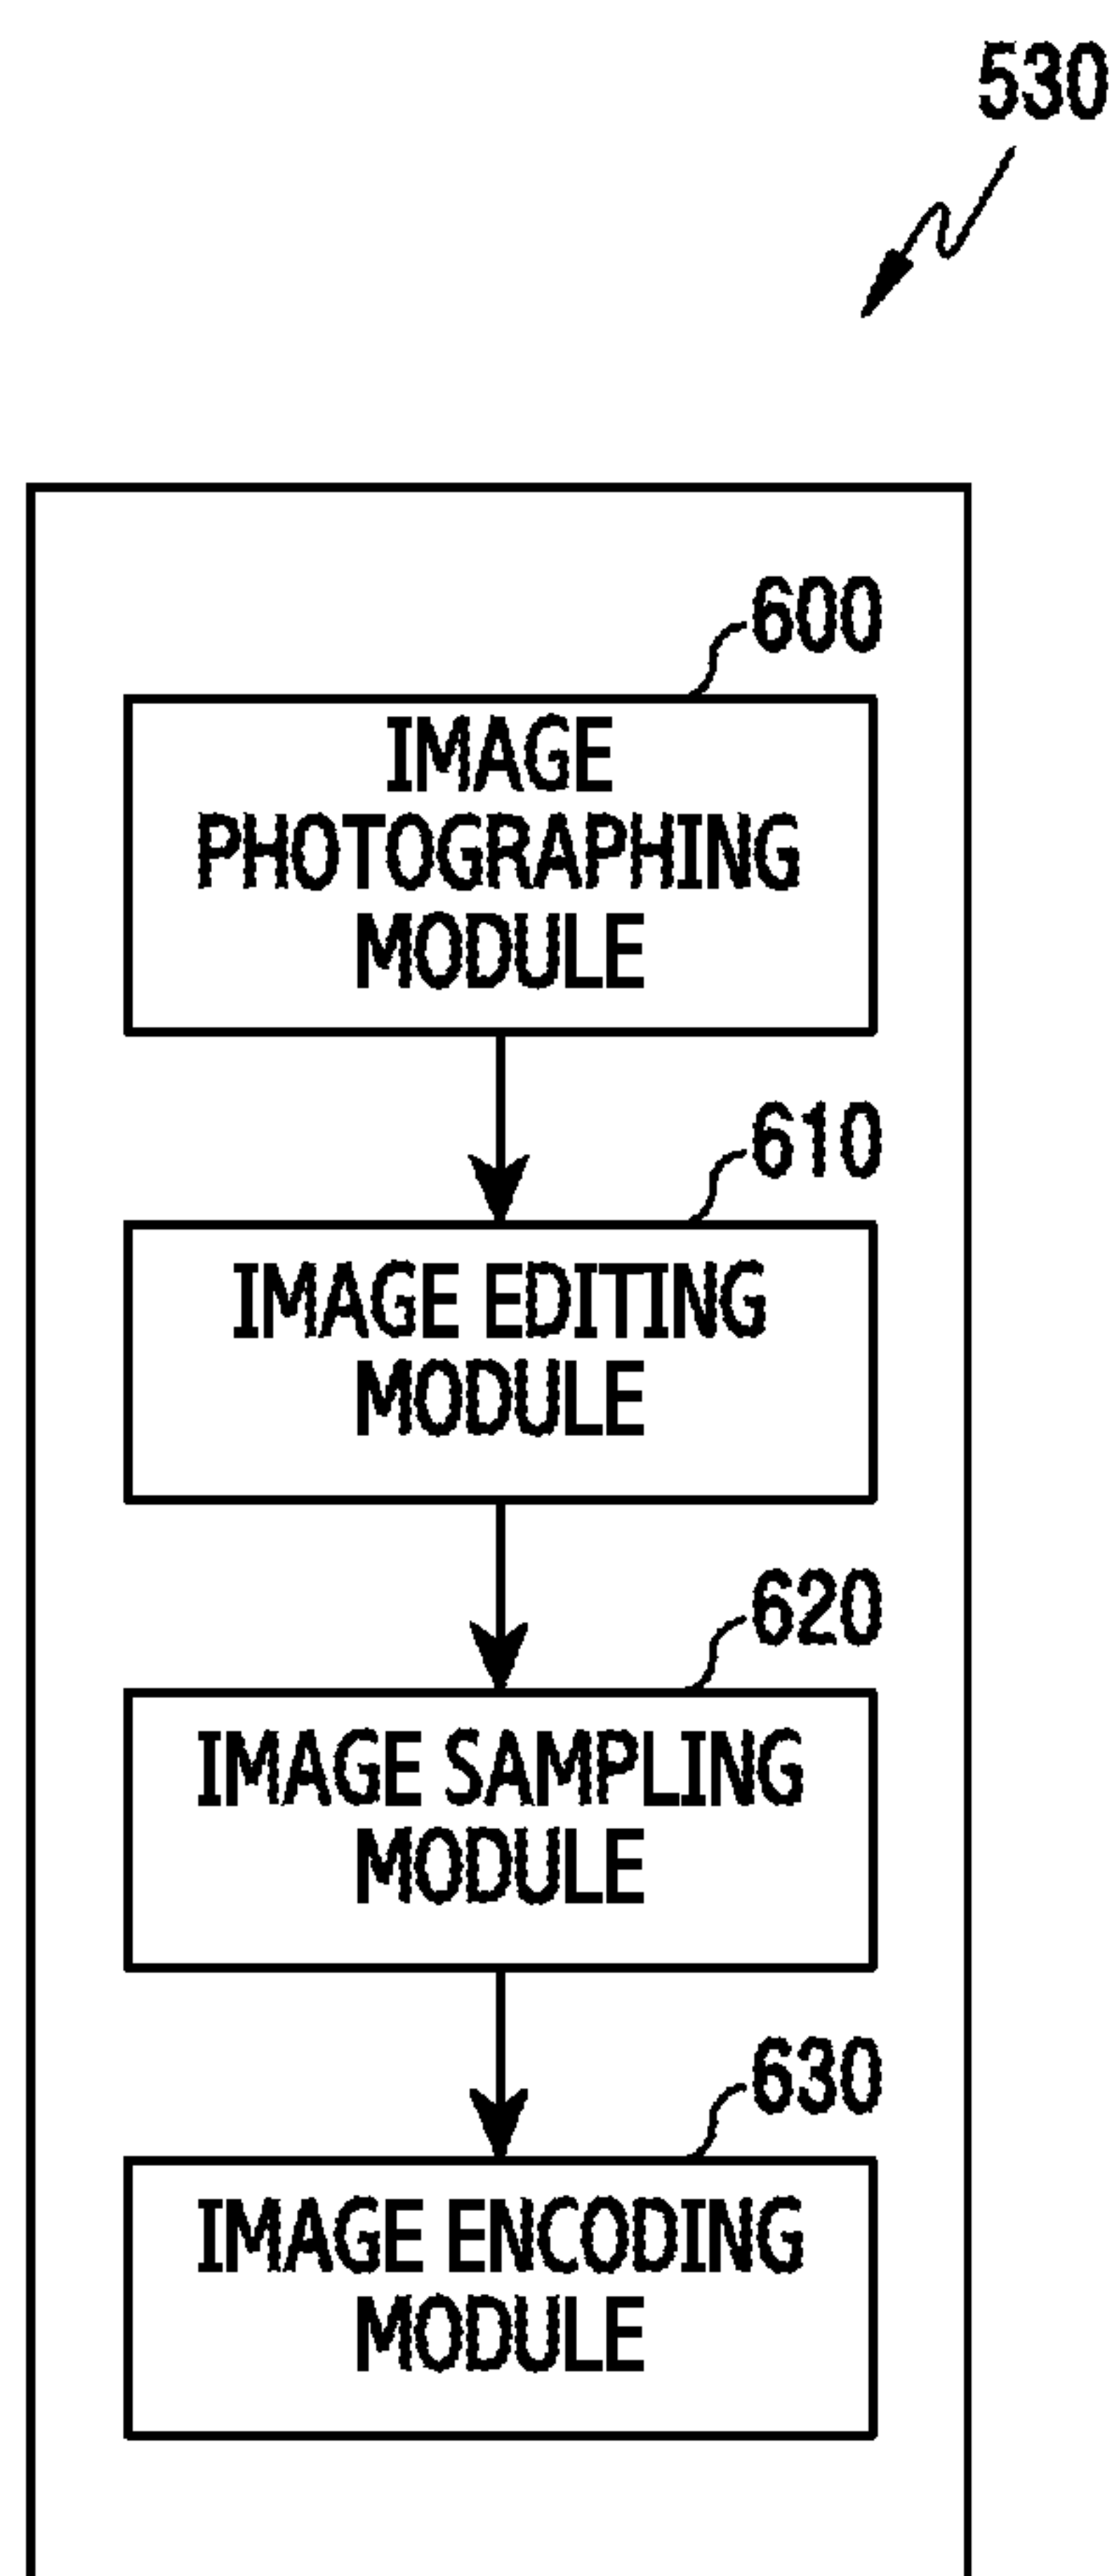 530
600
IMAGE
PHOTOGRAPHING
MODULE
610
IMAGE EDITING
MODULE
620
IMAGE SAMPLING
MODULE
630
IMAGE ENCODING
MODULE